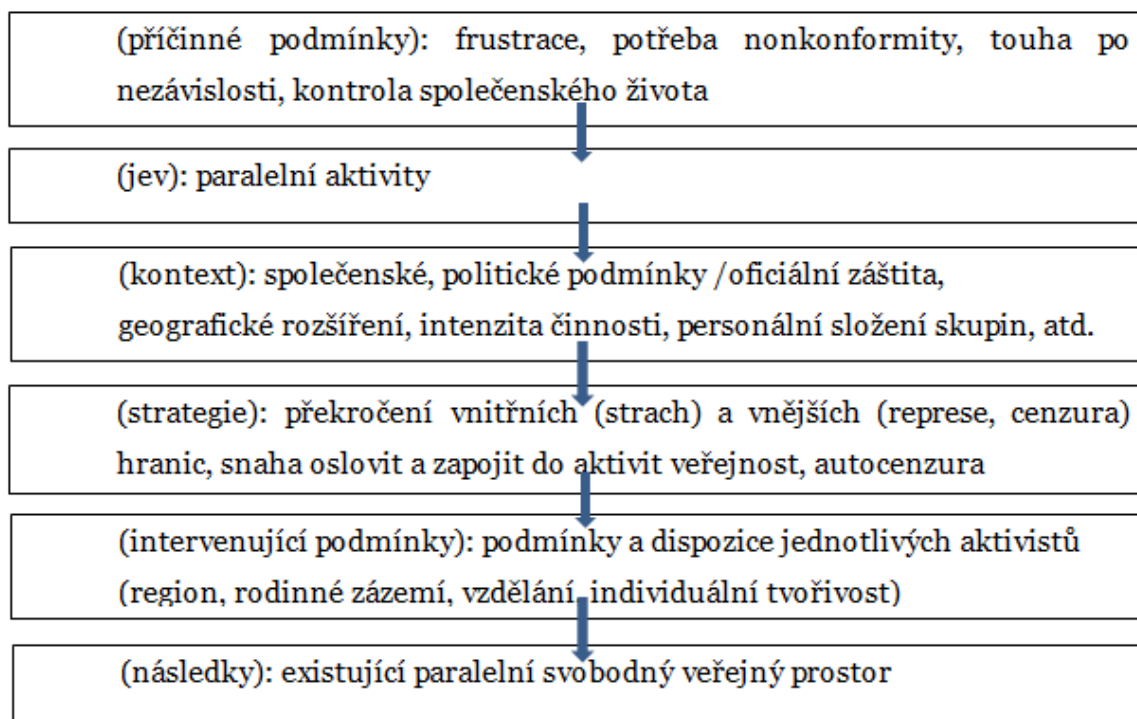 (příčinné podmínky): frustrace, potřeba nonkonformity, touha po
nezávislosti, kontrola společenského života
(jev): paralelní aktivity
(kontext): společenské, politické podmínky /oficiální záštita,
geografické rozšíření, intenzita činnosti, personální složení skupin, atd.
(strategie): překročení vnitřních (strach) a vnějších (represe, cenzura)
hranic, snaha oslovit a zapojit do aktivit veřejnost, autocenzura
(intervenující podmínky): podmínky a dispozice jednotlivých aktivistů
(region, rodinné zázemí, vzdělání, individuální tvořivost)
(následky): existující paralelní svobodný veřejný prostor